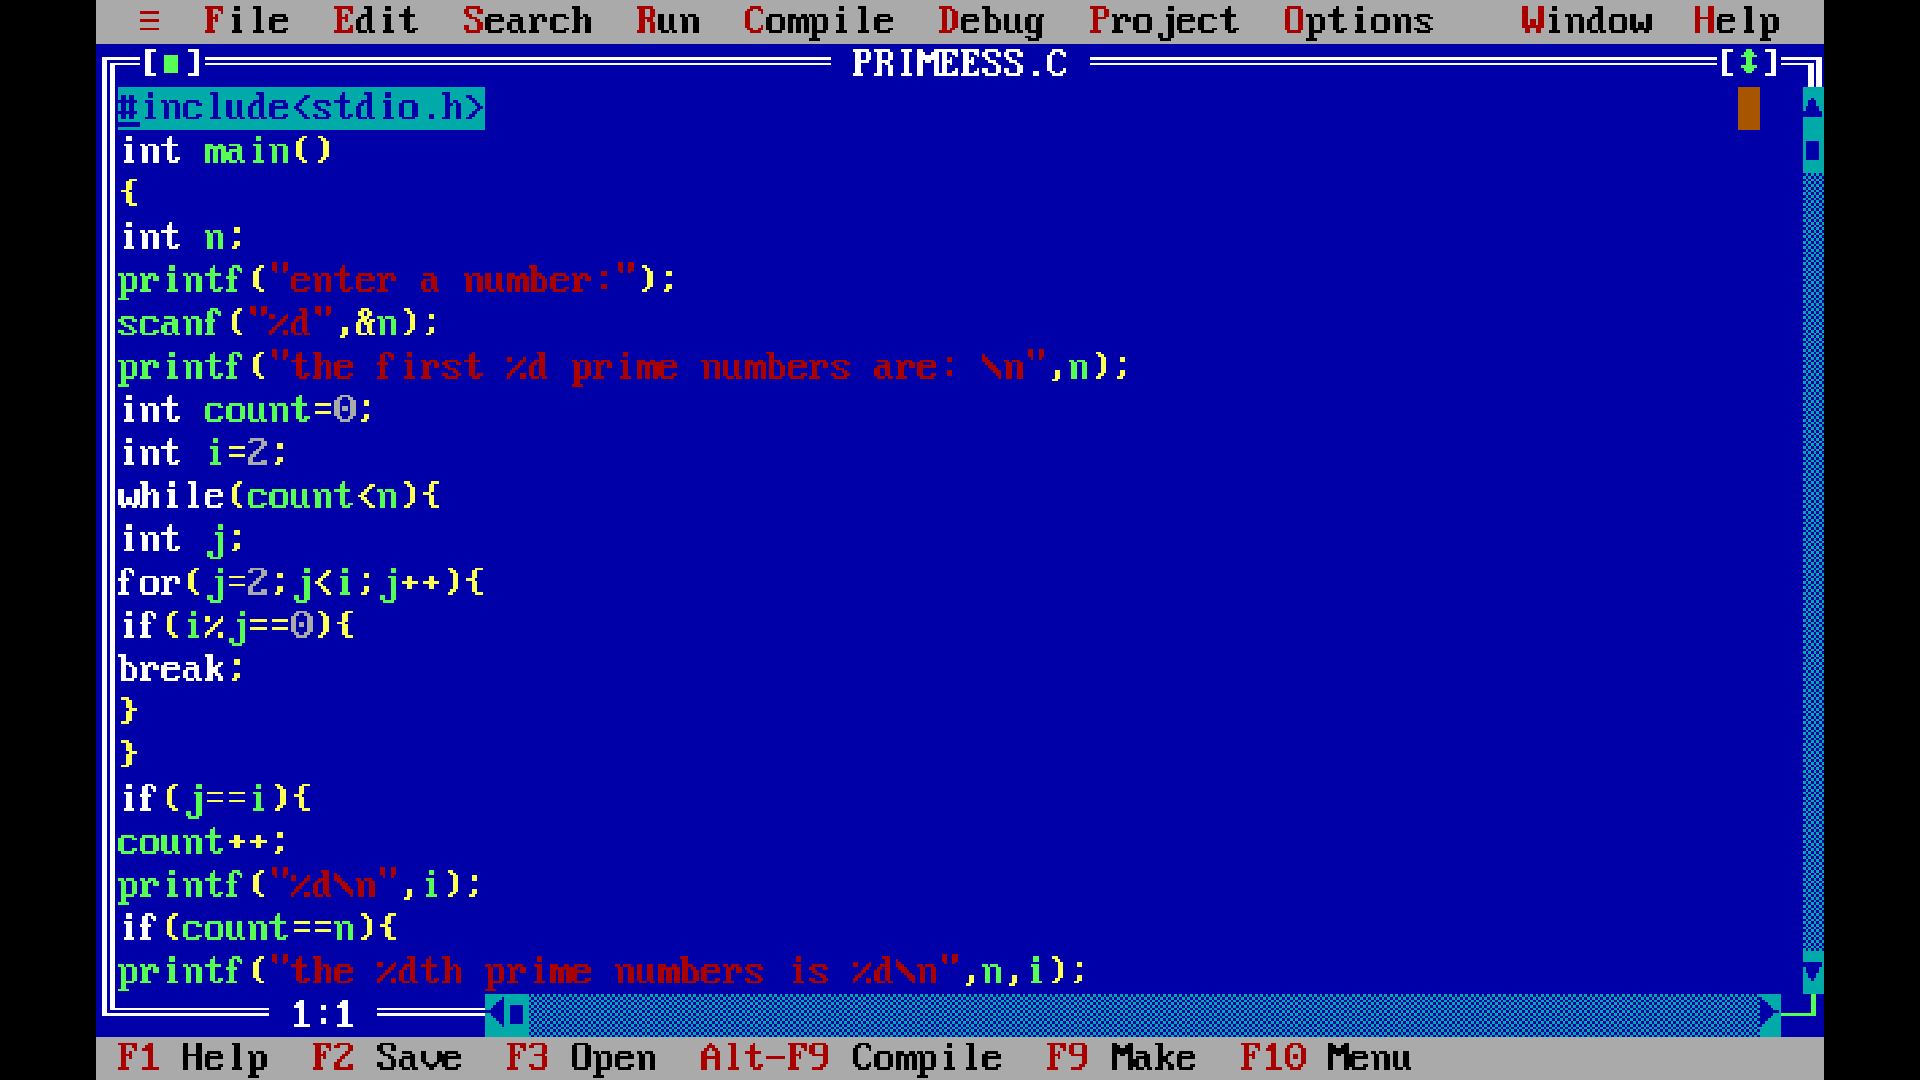 ≡ File Edit Search Run Compile Debug Project Options Window Help
[■] PRIMEESS.C [↕]
#include<stdio.h>
int main()
{
int n;
printf("enter a number:");
scanf("%d",&n);
printf("the first %d prime numbers are: \n",n);
int count=0;
int i=2;
while(count<n){
int j;
for(j=2;j<i;j++){
if(i%j==0){
break;
}
}
if(j==i){
count++;
printf("%d\n",i);
if(count==n){
printf("the %dth prime numbers is %d\n",n,i);
1:1
F1 Help F2 Save F3 Open Alt-F9 Compile F9 Make F10 Menu